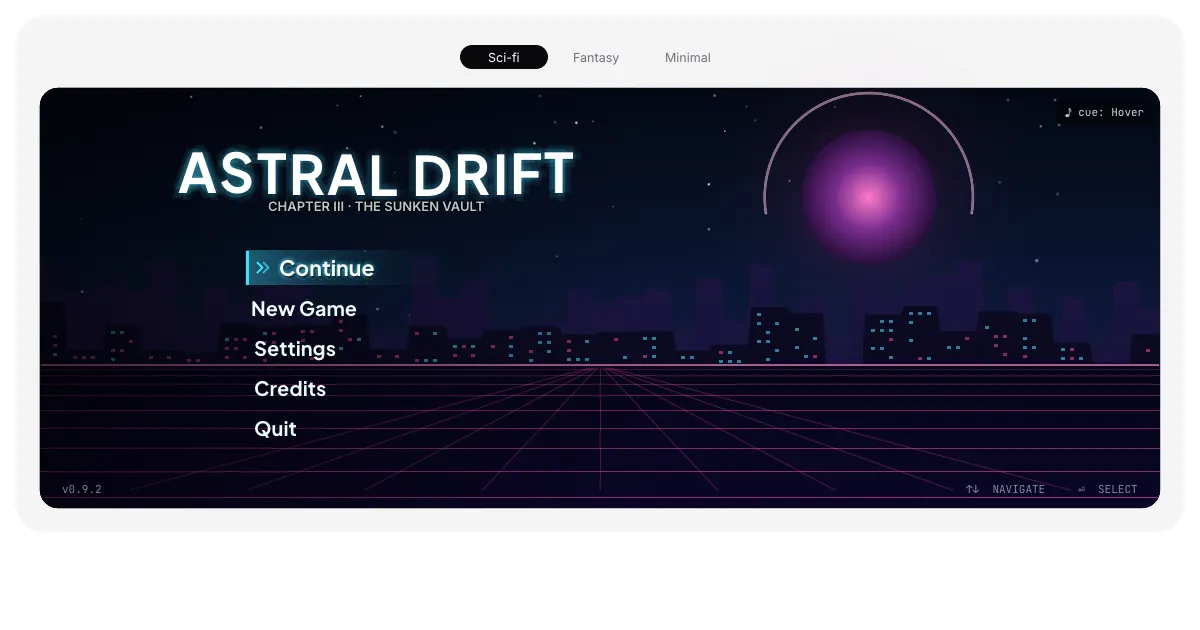 Sci-fi
Fantasy
Minimal
♪ cue: Hover
ASTRAL DRIFT
CHAPTER III · THE SUNKEN VAULT
Continue
New Game
Settings
Credits
Quit
v0.9.2
↑↓ NAVIGATE ⏎ SELECT